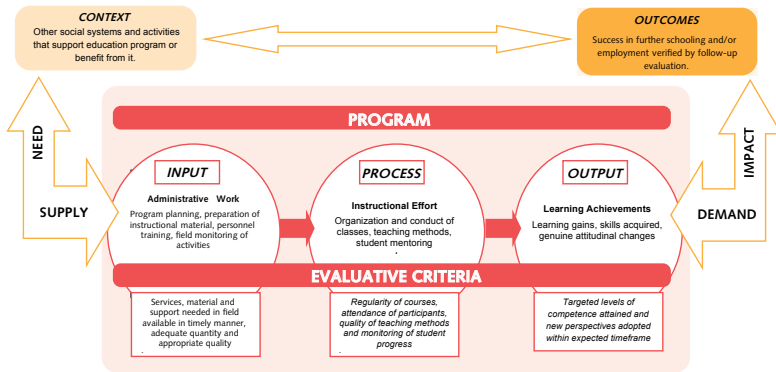 CONTEXT
Other social systems and activities
that support education program or
benefit from it.
OUTCOMES
Success in further schooling and/or
employment verified by follow-up
evaluation.
NEED
SUPPLY
IMPACT
DEMAND
PROGRAM
INPUT
Administrative Work
Program planning, preparation of
instructional material, personnel
training, field monitoring of
activities
PROCESS
Instructional Effort
Organization and conduct of
classes, teaching methods,
student mentoring
OUTPUT
Learning Achievements
Learning gains, skills acquired,
genuine attitudinal changes
EVALUATIVE CRITERIA
Services, material and
support needed in field
available in timely manner,
adequate quantity and
appropriate quality
Regularity of courses,
attendance of participants,
quality of teaching methods
and monitoring of student
progress
Targeted levels of
competence attained and
new perspectives adopted
within expected timeframe